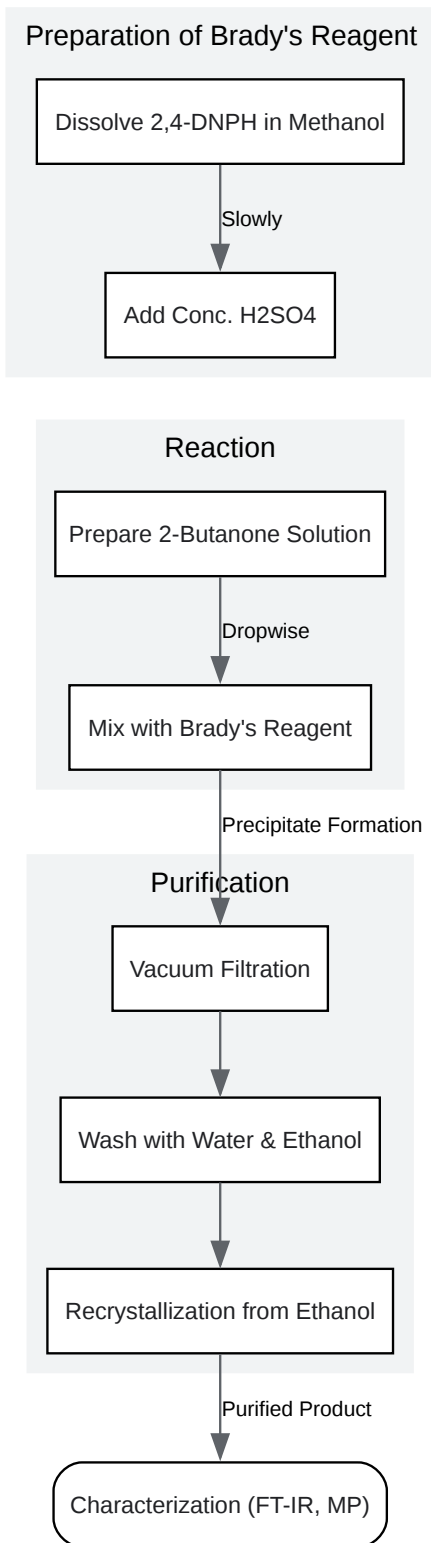 Preparation of Brady's Reagent
Dissolve 2,4-DNPH in Methanol
Slowly
Add Conc. H2SO4
Reaction
Prepare 2-Butanone Solution
Dropwise
Mix with Brady's Reagent
Precipitate Formation
Purification
Vacuum Filtration
Wash with Water & Ethanol
Recrystallization from Ethanol
Purified Product
Characterization (FT-IR, MP)